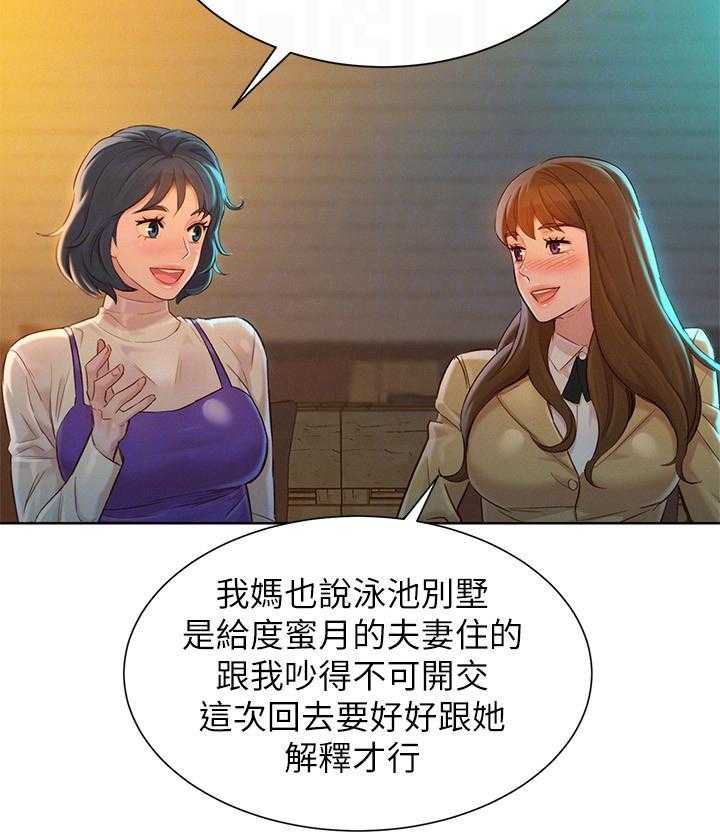 我媽也說泳池別墅
是給度蜜月的夫妻住的
跟我吵得不可開交
這次回去要好好跟她
解釋才行